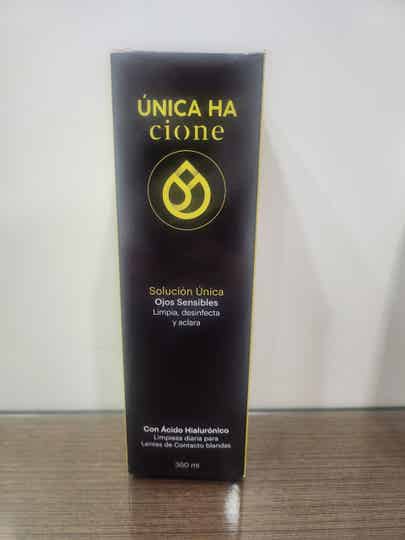 ÚNICA HA
cione
Solución Única
Ojos Sensibles
Limpia, desinfecta
y aclara
Con Ácido Hialurónico
Limpieza diaria para
Lentes de Contacto blandas
360 ml